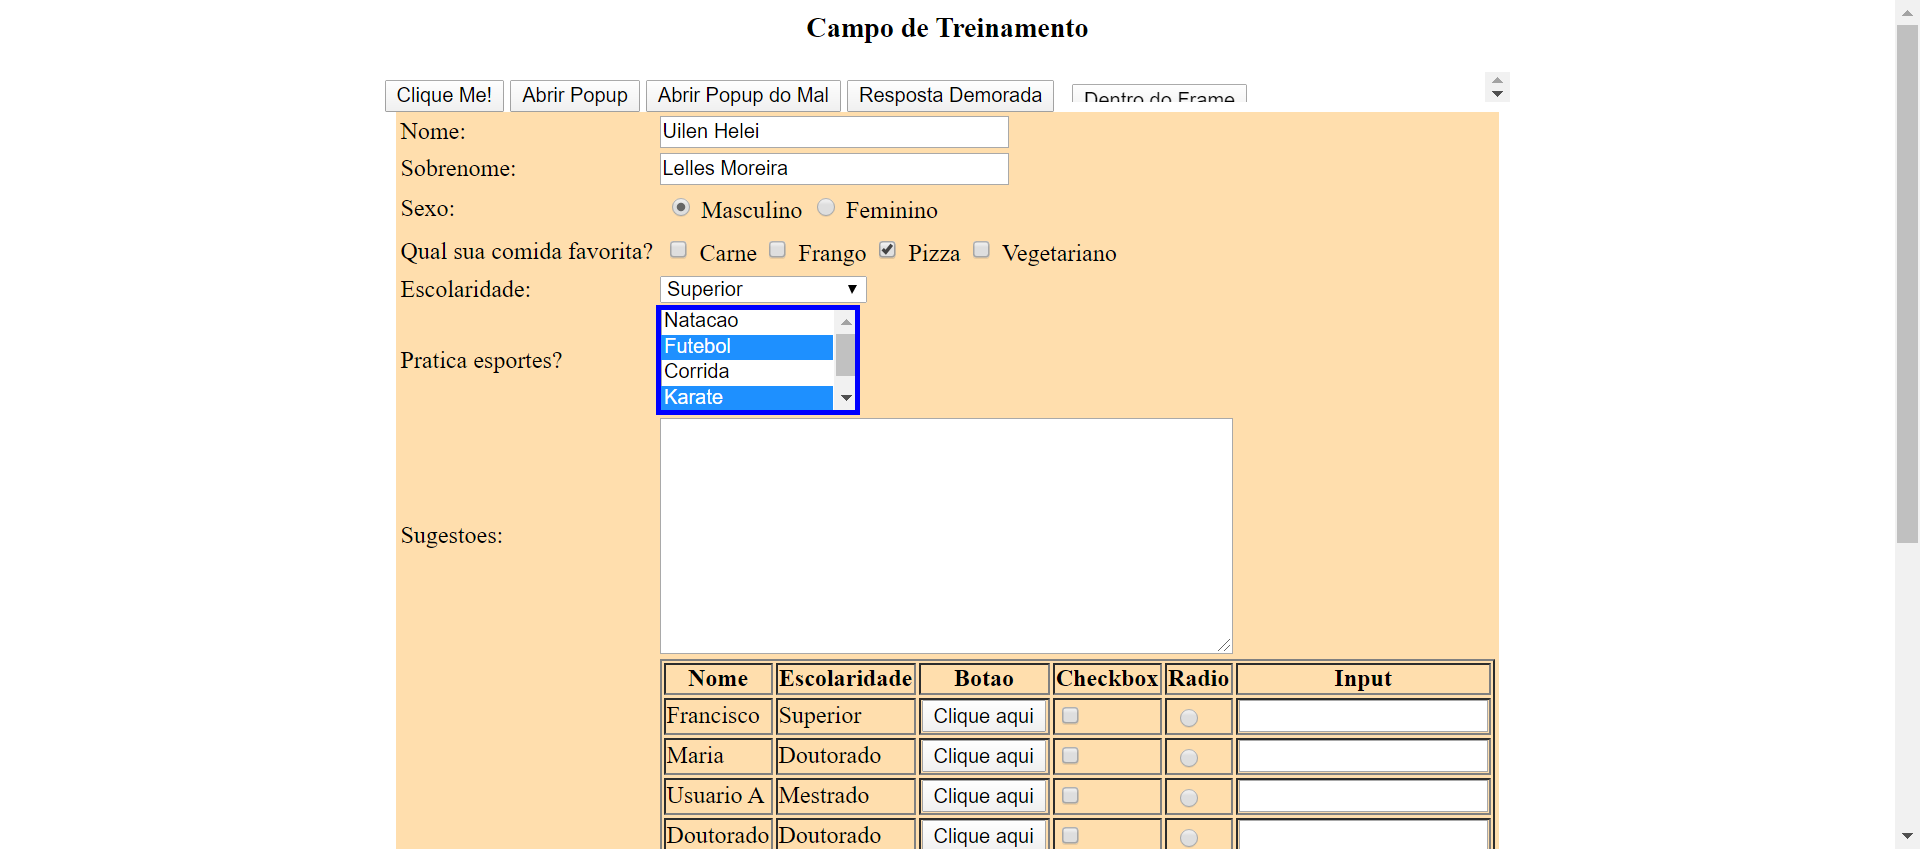 Campo de Treinamento
Clique Me! Abrir Popup Abrir Popup do Mal Resposta Demorada Dentro do Frame
Nome: Uilen Helei
Sobrenome: Lelles Moreira
Sexo: Masculino Feminino
Qual sua comida favorita? Carne Frango Pizza Vegetariano
Escolaridade: Superior
Pratica esportes?
Natacao
Futebol
Corrida
Karate
Sugestoes:
Nome Escolaridade Botao Checkbox Radio Input
Francisco Superior Clique aqui
Maria Doutorado Clique aqui
Usuario A Mestrado Clique aqui
Doutorado Doutorado Clique aqui